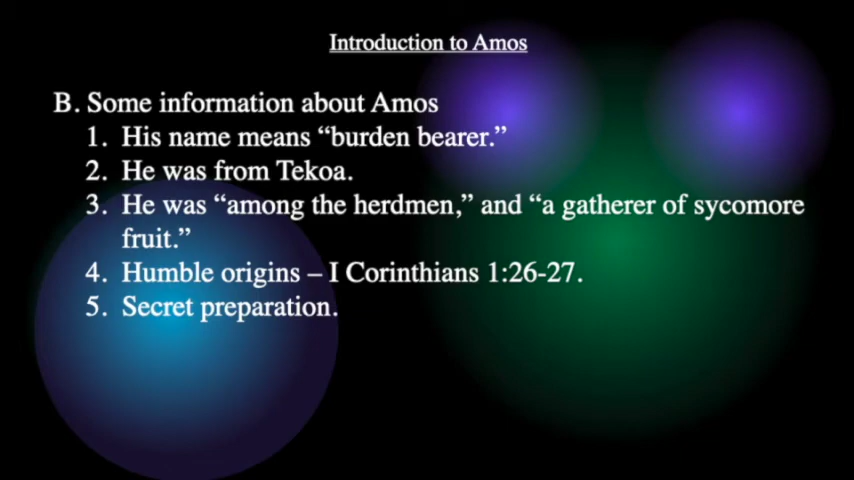 Introduction to Amos
B. Some information about Amos
1. His name means “burden bearer.”
2. He was from Tekoa.
3. He was “among the herdmen,” and “a gatherer of sycomore
fruit.”
4. Humble origins – I Corinthians 1:26-27.
5. Secret preparation.